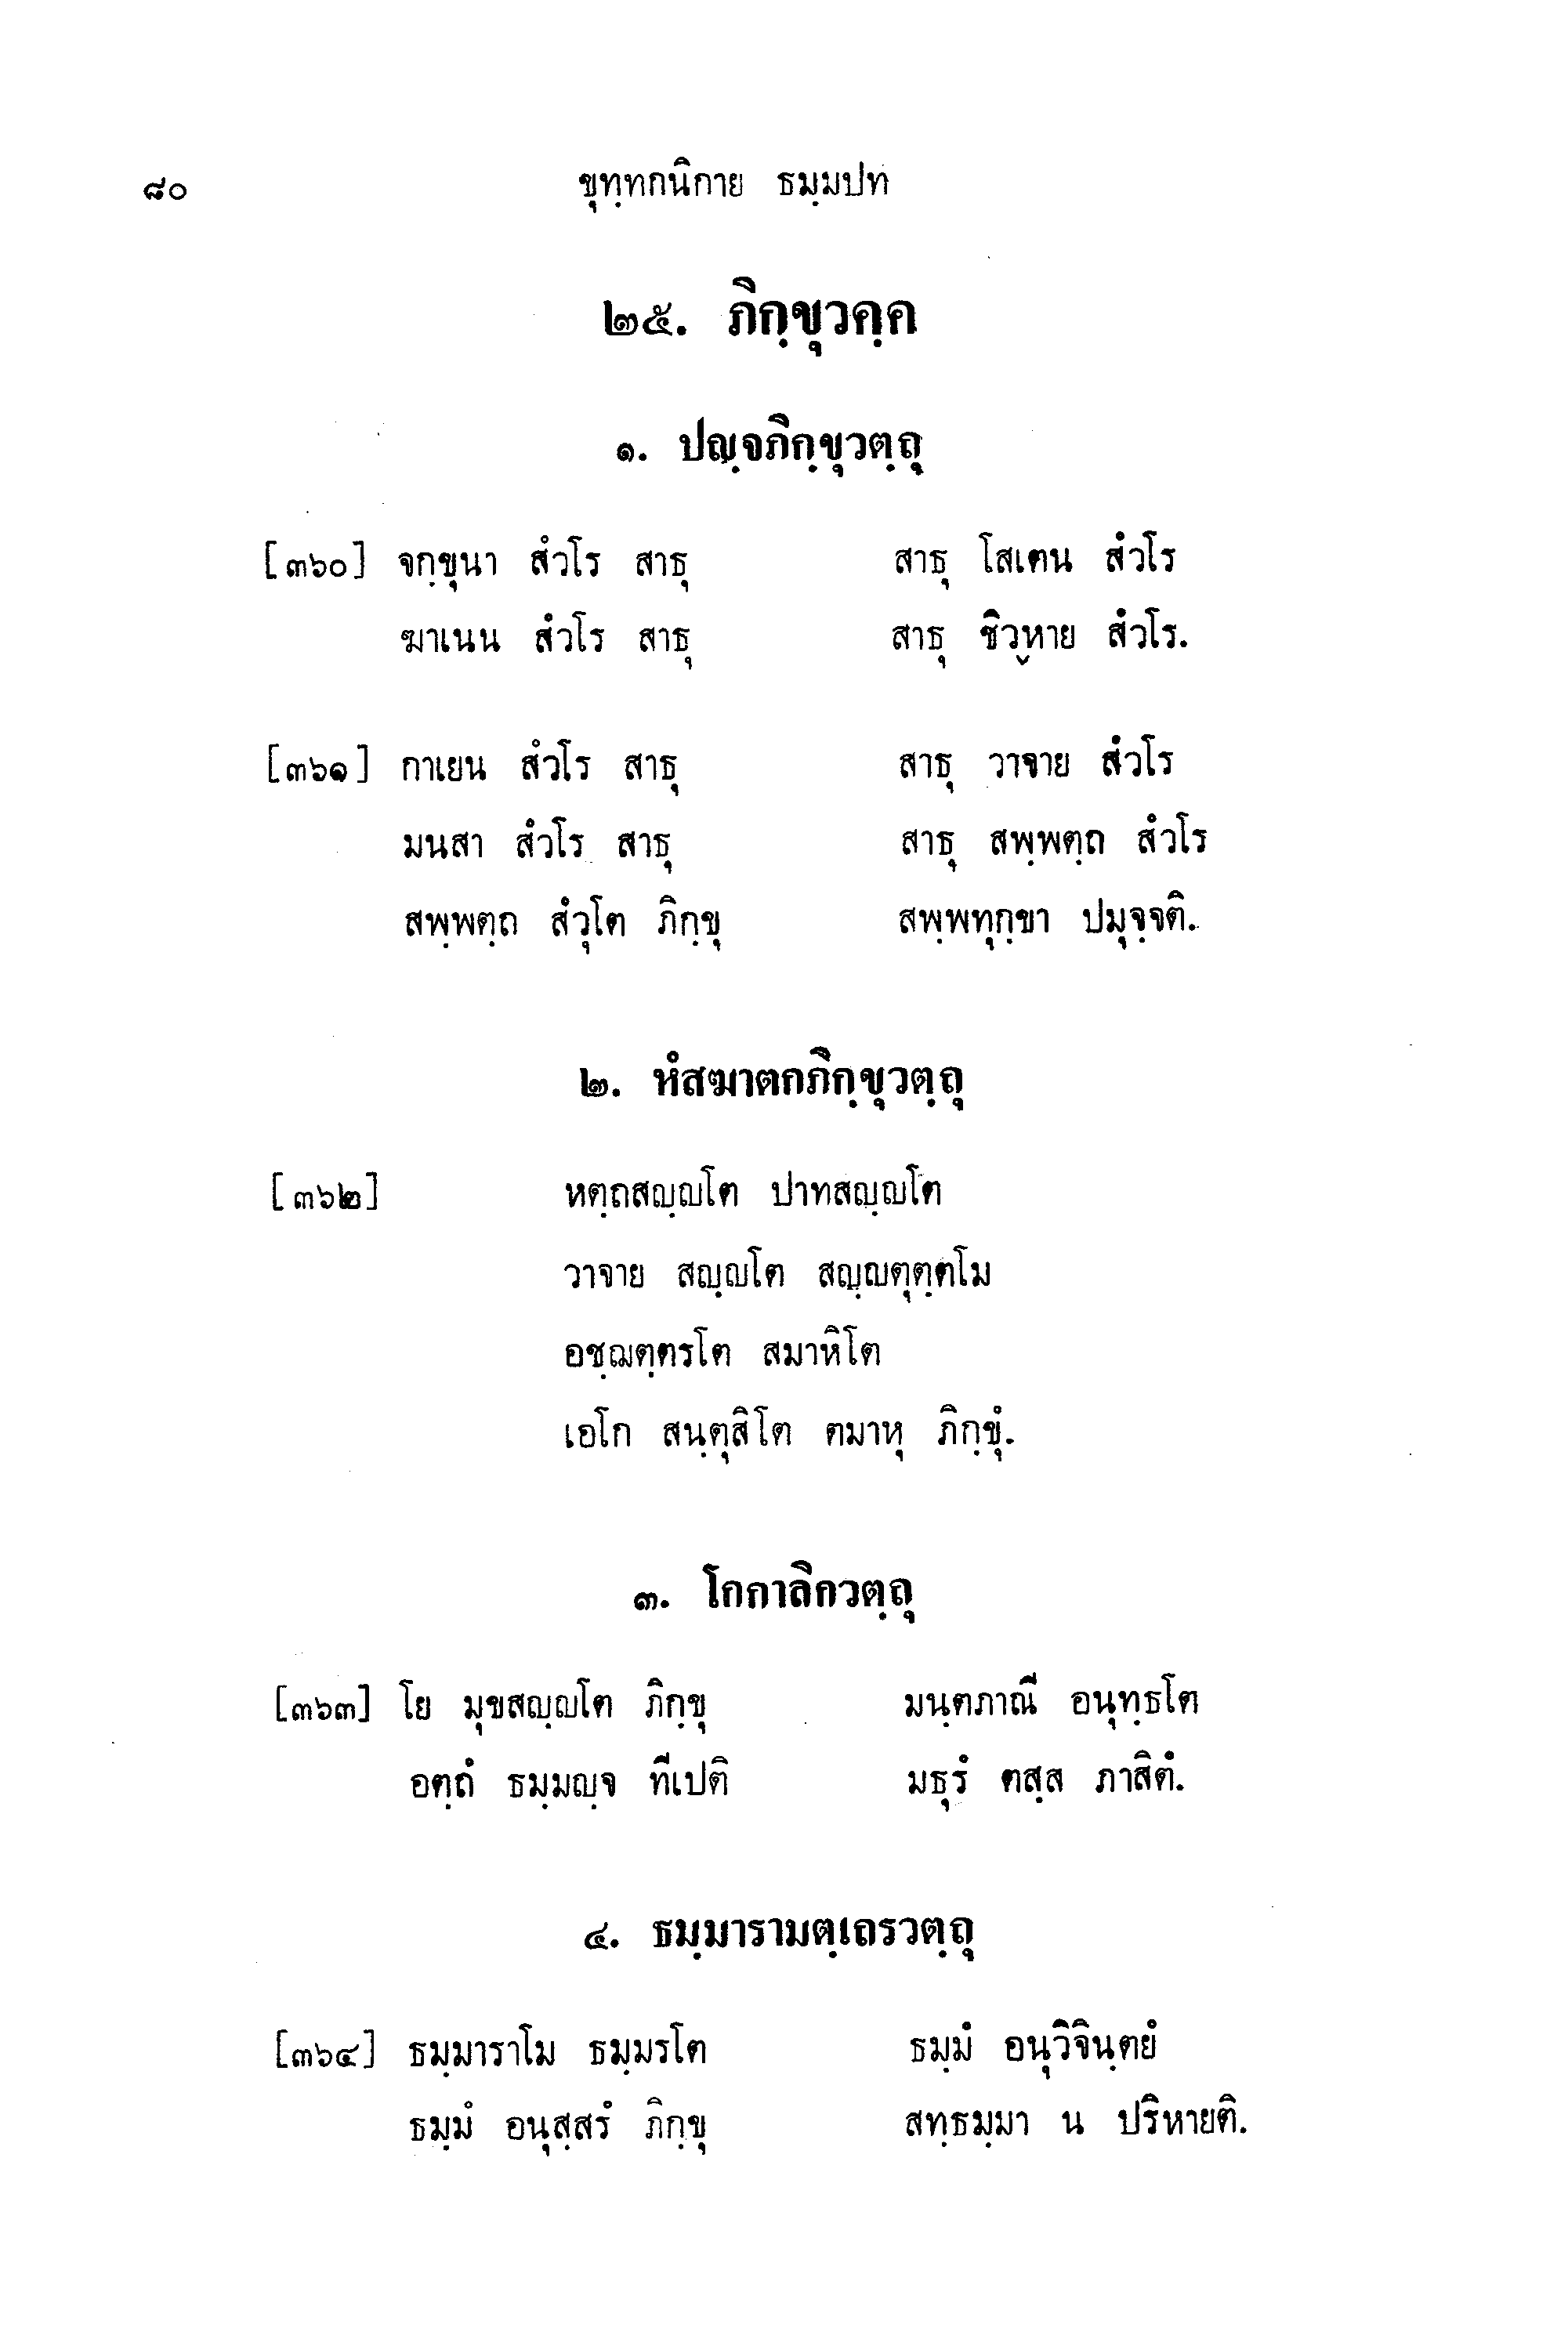 ๘๐ ขุทฺทกนิกาย ธมฺมปท
๒๕. ภิกฺขุวคฺค
๑. ปญฺจภิกฺขุวตฺถุ
[๓๖๐] จกฺขุนา สํวโร สาธุ สาธุ โสเตน สํวโร
ฆาเนน สํวโร สาธุ สาธุ ชิวฺหาย สํวโร.
[๓๖๑] กาเยน สํวโร สาธุ สาธุ วาจาย สํวโร
มนสา สํวโร สาธุ สาธุ สพฺพตฺถ สํวโร
สพฺพตฺถ สํวุโต ภิกฺขุ สพฺพทุกฺขา ปมุจฺจติ.
๒. หํสฆาตกภิกฺขุวตฺถุ
[๓๖๒] หตฺถสญฺญโต ปาทสญฺญโต
วาจาย สญฺญโต สญฺญตุตฺตโม
อชฺฌตฺตรโต สมาหิโต
เอโก สนฺตุสิโต ตมาหุ ภิกฺขุํ.
๓. โกกาลิกวตฺถุ
[๓๖๓] โย มุขสญฺญโต ภิกฺขุ มนฺตภาณี อนุทฺธโต
อตฺถํ ธมฺมญฺจ ทีเปติ มธุรํ ตสฺส ภาสิตํ.
๔. ธมฺมารามตฺเถรวตฺถุ
[๓๖๔] ธมฺมาราโม ธมฺมรโต ธมฺมํ อนุวิจินฺตยํ
ธมฺมํ อนุสฺสรํ ภิกฺขุ สทฺธมฺมา น ปริหายติ.